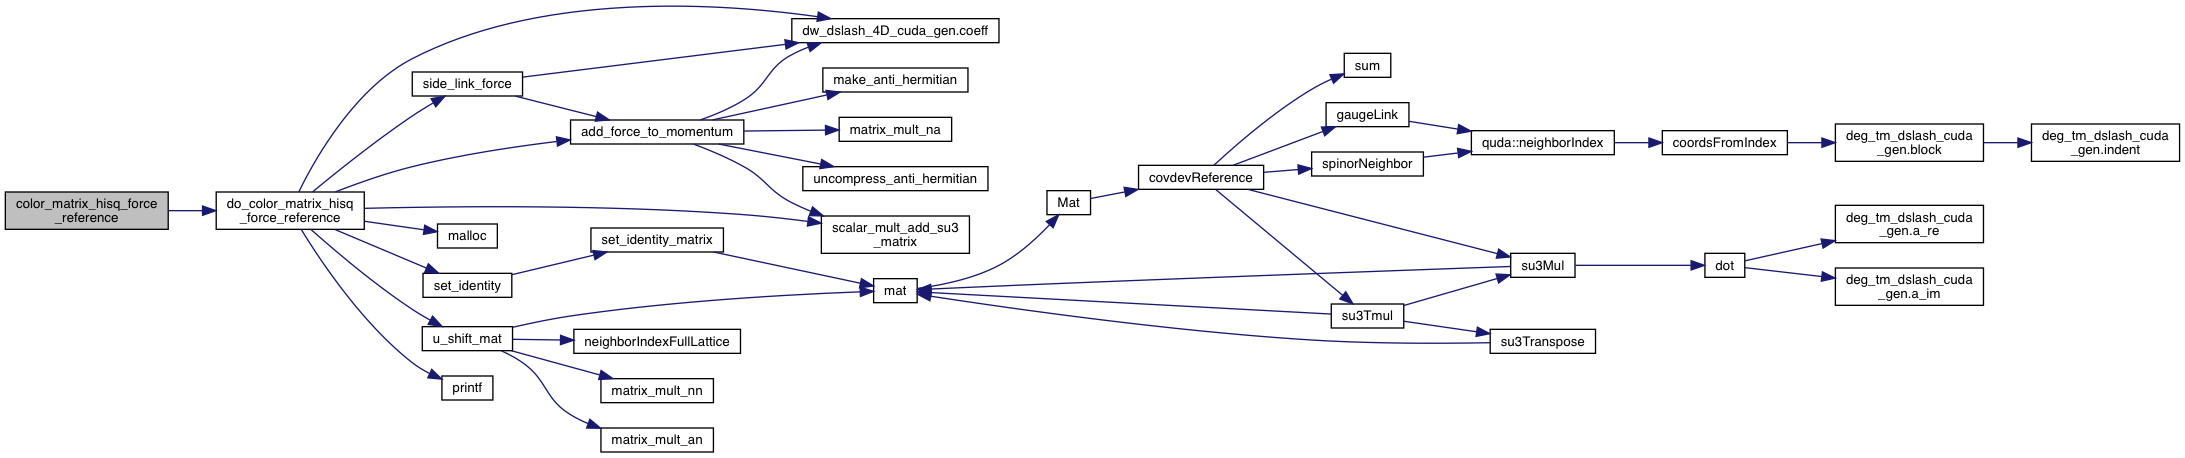 color_matrix_hisq_force
_reference
do_color_matrix_hisq
_force_reference
dw_dslash_4D_cuda_gen.coeff
side_link_force
add_force_to_momentum
make_anti_hermitian
matrix_mult_na
uncompress_anti_hermitian
scalar_mult_add_su3
_matrix
malloc
set_identity
set_identity_matrix
u_shift_mat
printf
neighborIndexFullLattice
matrix_mult_nn
matrix_mult_an
mat
Mat
covdevReference
sum
gaugeLink
spinorNeighbor
quda::neighborIndex
coordsFromIndex
deg_tm_dslash_cuda
_gen.block
deg_tm_dslash_cuda
_gen.indent
su3Mul
su3Tmul
su3Transpose
dot
deg_tm_dslash_cuda
_gen.a_re
deg_tm_dslash_cuda
_gen.a_im